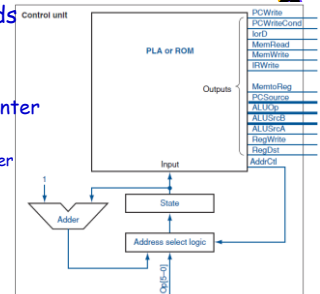 ds
Control unit
PLA or ROM
PCWrite
PCWriteCond
IorD
MemRead
MemWrite
IRWrite
Outputs
MemtoReg
PCSource
ALUOp
ALUSrcB
ALUSrcA
RegWrite
RegDst
AddrCtl
nter
er
Input
1
State
Adder
Address select logic
Op[5–0]